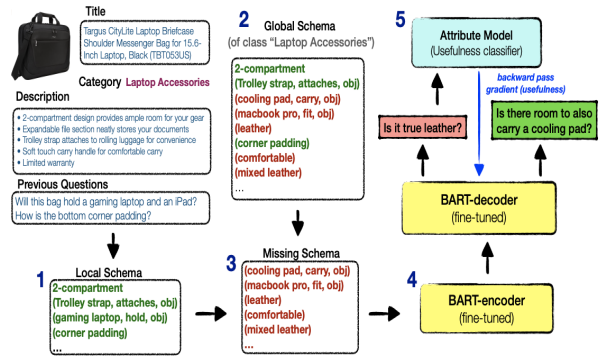 Title
Targus CityLite Laptop Briefcase
Shoulder Messenger Bag for 15.6-
Inch Laptop, Black (TBT053US)
Category Laptop Accessories
Description
• 2-compartment design provides ample room for your gear
• Expandable file section neatly stores your documents
• Trolley strap attaches to rolling luggage for convenience
• Soft touch carry handle for comfortable carry
• Limited warranty
Previous Questions
Will this bag hold a gaming laptop and an iPad?
How is the bottom corner padding?
1
Local Schema
2-compartment
(Trolley strap, attaches, obj)
(gaming laptop, hold, obj)
(corner padding)
...
2
Global Schema
(of class “Laptop Accessories”)
2-compartment
(Trolley strap, attaches, obj)
(cooling pad, carry, obj)
(macbook pro, fit, obj)
(leather)
(corner padding)
(comfortable)
(mixed leather)
3
Missing Schema
(cooling pad, carry, obj)
(macbook pro, fit, obj)
(leather)
(comfortable)
(mixed leather)
...
4
BART-encoder
(fine-tuned)
BART-decoder
(fine-tuned)
Is it true leather?
Is there room to also
carry a cooling pad?
backward pass
gradient (usefulness)
5
Attribute Model
(Usefulness classifier)